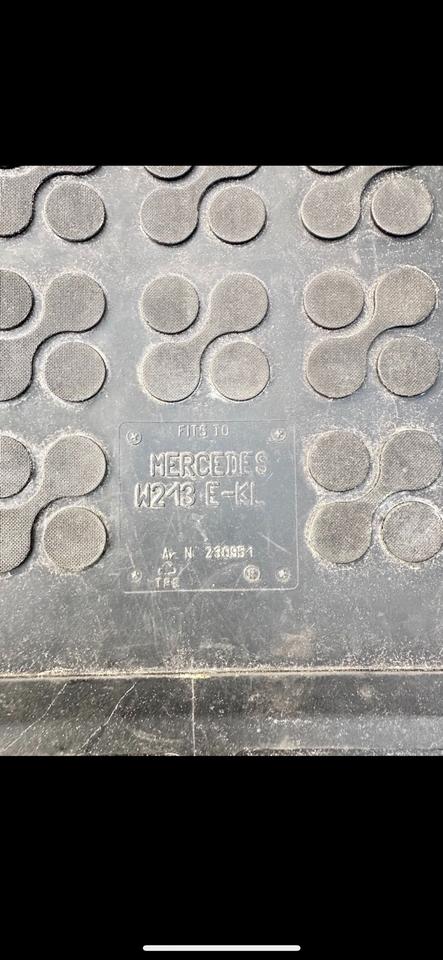 FITS TO
MERCEDES
W213 E-KL
Ar N 230951
TPE